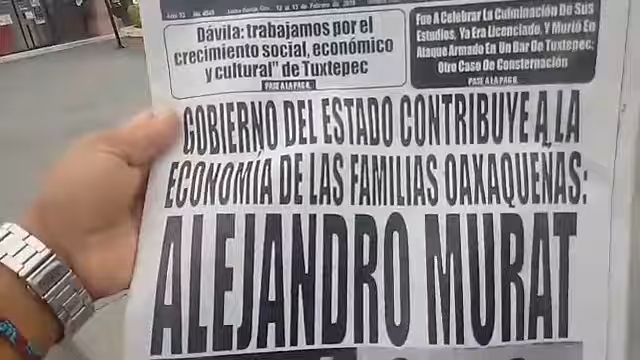 Dávila: trabajamos por el
crecimiento social, económico
y cultural" de Tuxtepec
PASE A LA PAG.
Fue A Celebrar La Culminación De Sus
Estudios, Ya Era Licenciado, Y Murió En
Ataque Armado En Un Bar De Tuxtepec;
Otro Caso De Consternación
PASE A LA PAGR.
GOBIERNO DEL ESTADO CONTRIBUYE A LA
ECONOMÍA DE LAS FAMILIAS OAXAQUEÑAS:
ALEJANDRO MURAT